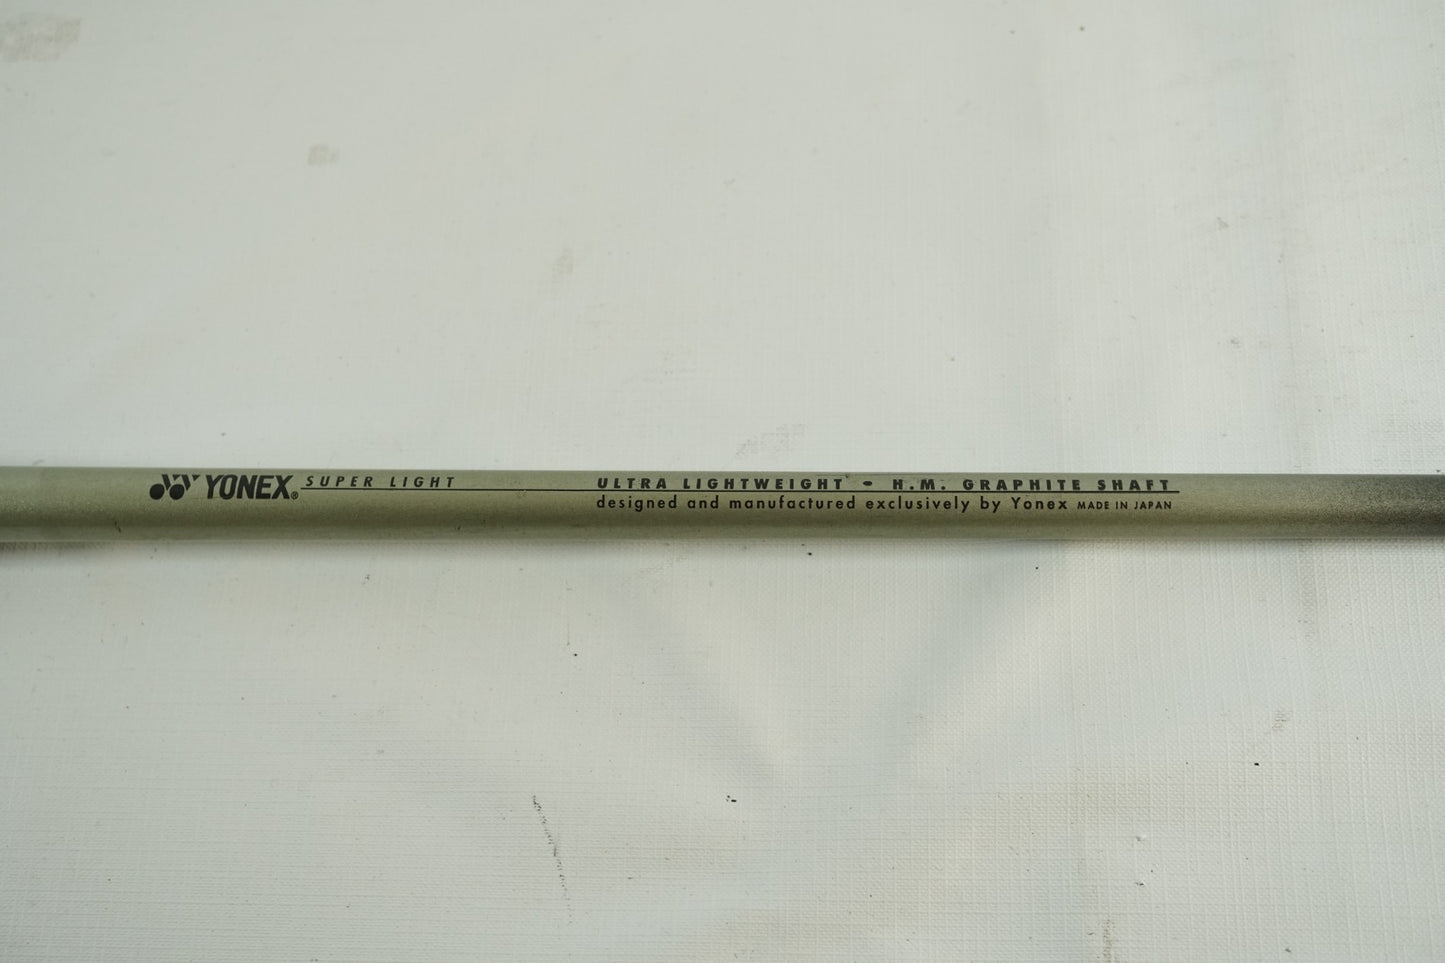 YONEX® SUPER LIGHT
ULTRA LIGHTWEIGHT • H.M. GRAPHITE SHAFT
designed and manufactured exclusively by Yonex MADE IN JAPAN